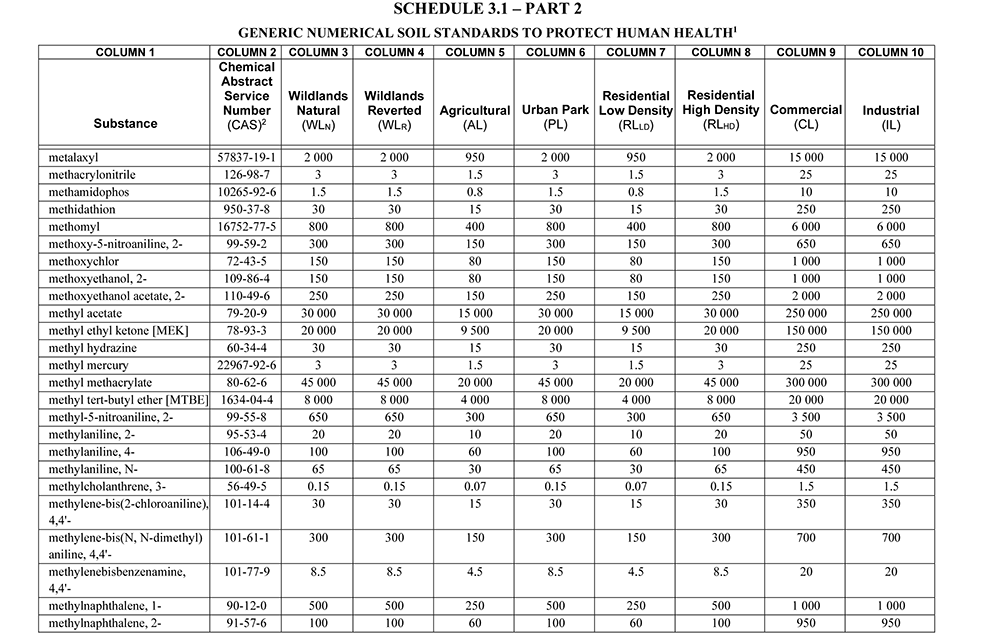 SCHEDULE 3.1 – PART 2
GENERIC NUMERICAL SOIL STANDARDS TO PROTECT HUMAN HEALTH¹
COLUMN 1 COLUMN 2 COLUMN 3 COLUMN 4 COLUMN 5 COLUMN 6 COLUMN 7 COLUMN 8 COLUMN 9 COLUMN 10
Substance
Chemical
Abstract
Service
Number
(CAS)²
Wildlands
Natural
(WLN)
Wildlands
Reverted
(WLR)
Agricultural
(AL)
Urban Park
(PL)
Residential
Low Density
(RLLD)
Residential
High Density
(RLHD)
Commercial
(CL)
Industrial
(IL)
metalaxyl 57837-19-1 2 000 2 000 950 2 000 950 2 000 15 000 15 000
methacrylonitrile 126-98-7 3 3 1.5 3 1.5 3 25 25
methamidophos 10265-92-6 1.5 1.5 0.8 1.5 0.8 1.5 10 10
methidathion 950-37-8 30 30 15 30 15 30 250 250
methomyl 16752-77-5 800 800 400 800 400 800 6 000 6 000
methoxy-5-nitroaniline, 2- 99-59-2 300 300 150 300 150 300 650 650
methoxychlor 72-43-5 150 150 80 150 80 150 1 000 1 000
methoxyethanol, 2- 109-86-4 150 150 80 150 80 150 1 000 1 000
methoxyethanol acetate, 2- 110-49-6 250 250 150 250 150 250 2 000 2 000
methyl acetate 79-20-9 30 000 30 000 15 000 30 000 15 000 30 000 250 000 250 000
methyl ethyl ketone [MEK] 78-93-3 20 000 20 000 9 500 20 000 9 500 20 000 150 000 150 000
methyl hydrazine 60-34-4 30 30 15 30 15 30 250 250
methyl mercury 22967-92-6 3 3 1.5 3 1.5 3 25 25
methyl methacrylate 80-62-6 45 000 45 000 20 000 45 000 20 000 45 000 300 000 300 000
methyl tert-butyl ether [MTBE] 1634-04-4 8 000 8 000 4 000 8 000 4 000 8 000 20 000 20 000
methyl-5-nitroaniline, 2- 99-55-8 650 650 300 650 300 650 3 500 3 500
methylaniline, 2- 95-53-4 20 20 10 20 10 20 50 50
methylaniline, 4- 106-49-0 100 100 60 100 60 100 950 950
methylaniline, N- 100-61-8 65 65 30 65 30 65 450 450
methylcholanthrene, 3- 56-49-5 0.15 0.15 0.07 0.15 0.07 0.15 1.5 1.5
methylene-bis(2-chloroaniline), 101-14-4 30 30 15 30 15 30 350 350
4,4'-
methylene-bis(N, N-dimethyl) 101-61-1 300 300 150 300 150 300 700 700
aniline, 4,4'-
methylenebisbenzenamine, 101-77-9 8.5 8.5 4.5 8.5 4.5 8.5 20 20
4,4'-
methylnaphthalene, 1- 90-12-0 500 500 250 500 250 500 1 000 1 000
methylnaphthalene, 2- 91-57-6 100 100 60 100 60 100 950 950